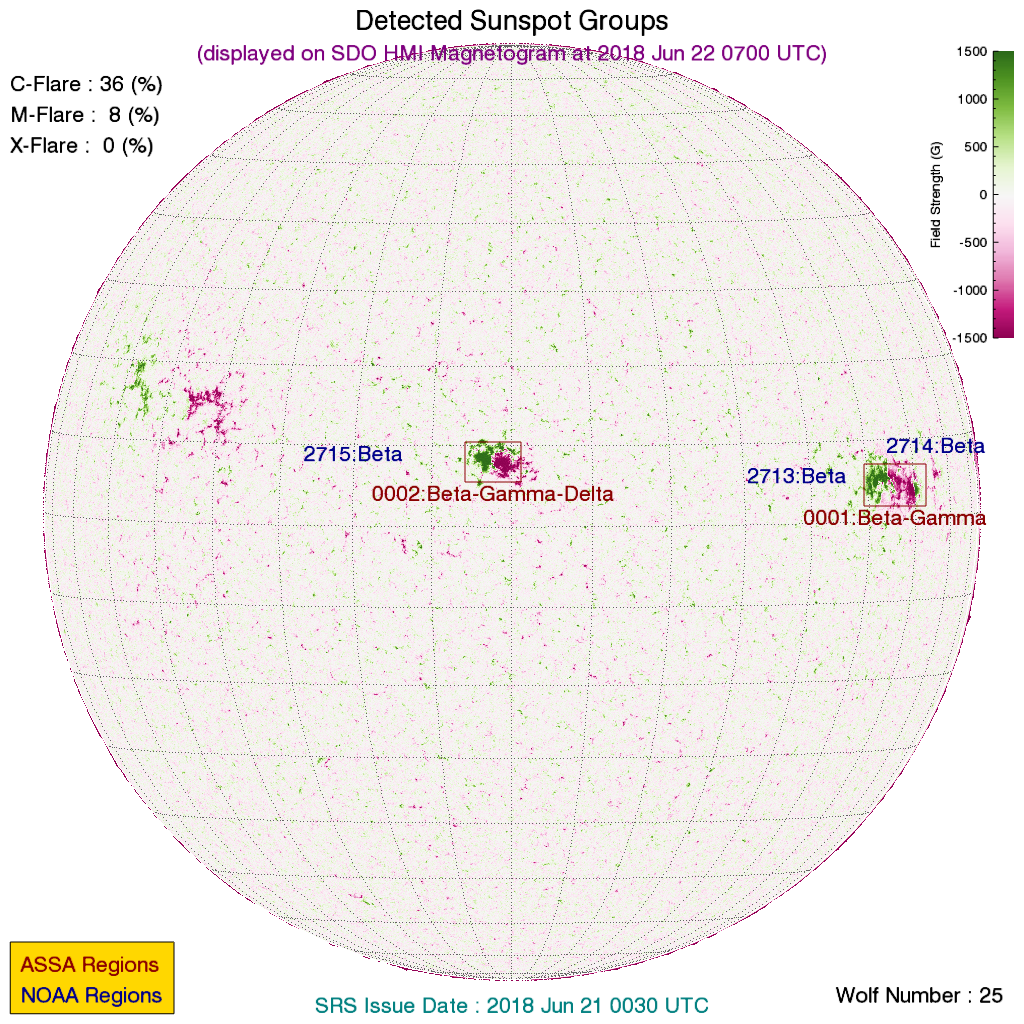 Detected Sunspot Groups
(displayed on SDO HMI Magnetogram at 2018 Jun 22 0700 UTC)
C-Flare : 36 (%)
M-Flare : 8 (%)
X-Flare : 0 (%)
1500
1000
500
0
-500
-1000
-1500
Field Strength (G)
2715:Beta
0002:Beta-Gamma-Delta
2714:Beta
2713:Beta
0001:Beta-Gamma
ASSA Regions
NOAA Regions
SRS Issue Date : 2018 Jun 21 0030 UTC
Wolf Number : 25